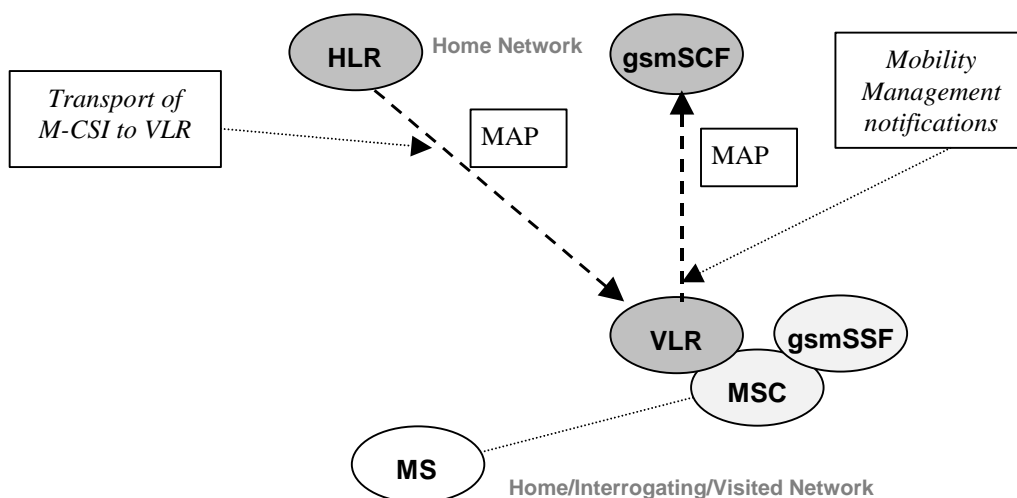 HLR
Home Network
gsmSCF
Mobility
Management
notifications
Transport of
M-CSI to VLR
MAP
MAP
VLR
gsmSSF
MSC
MS
Home/Interrogating/Visited Network